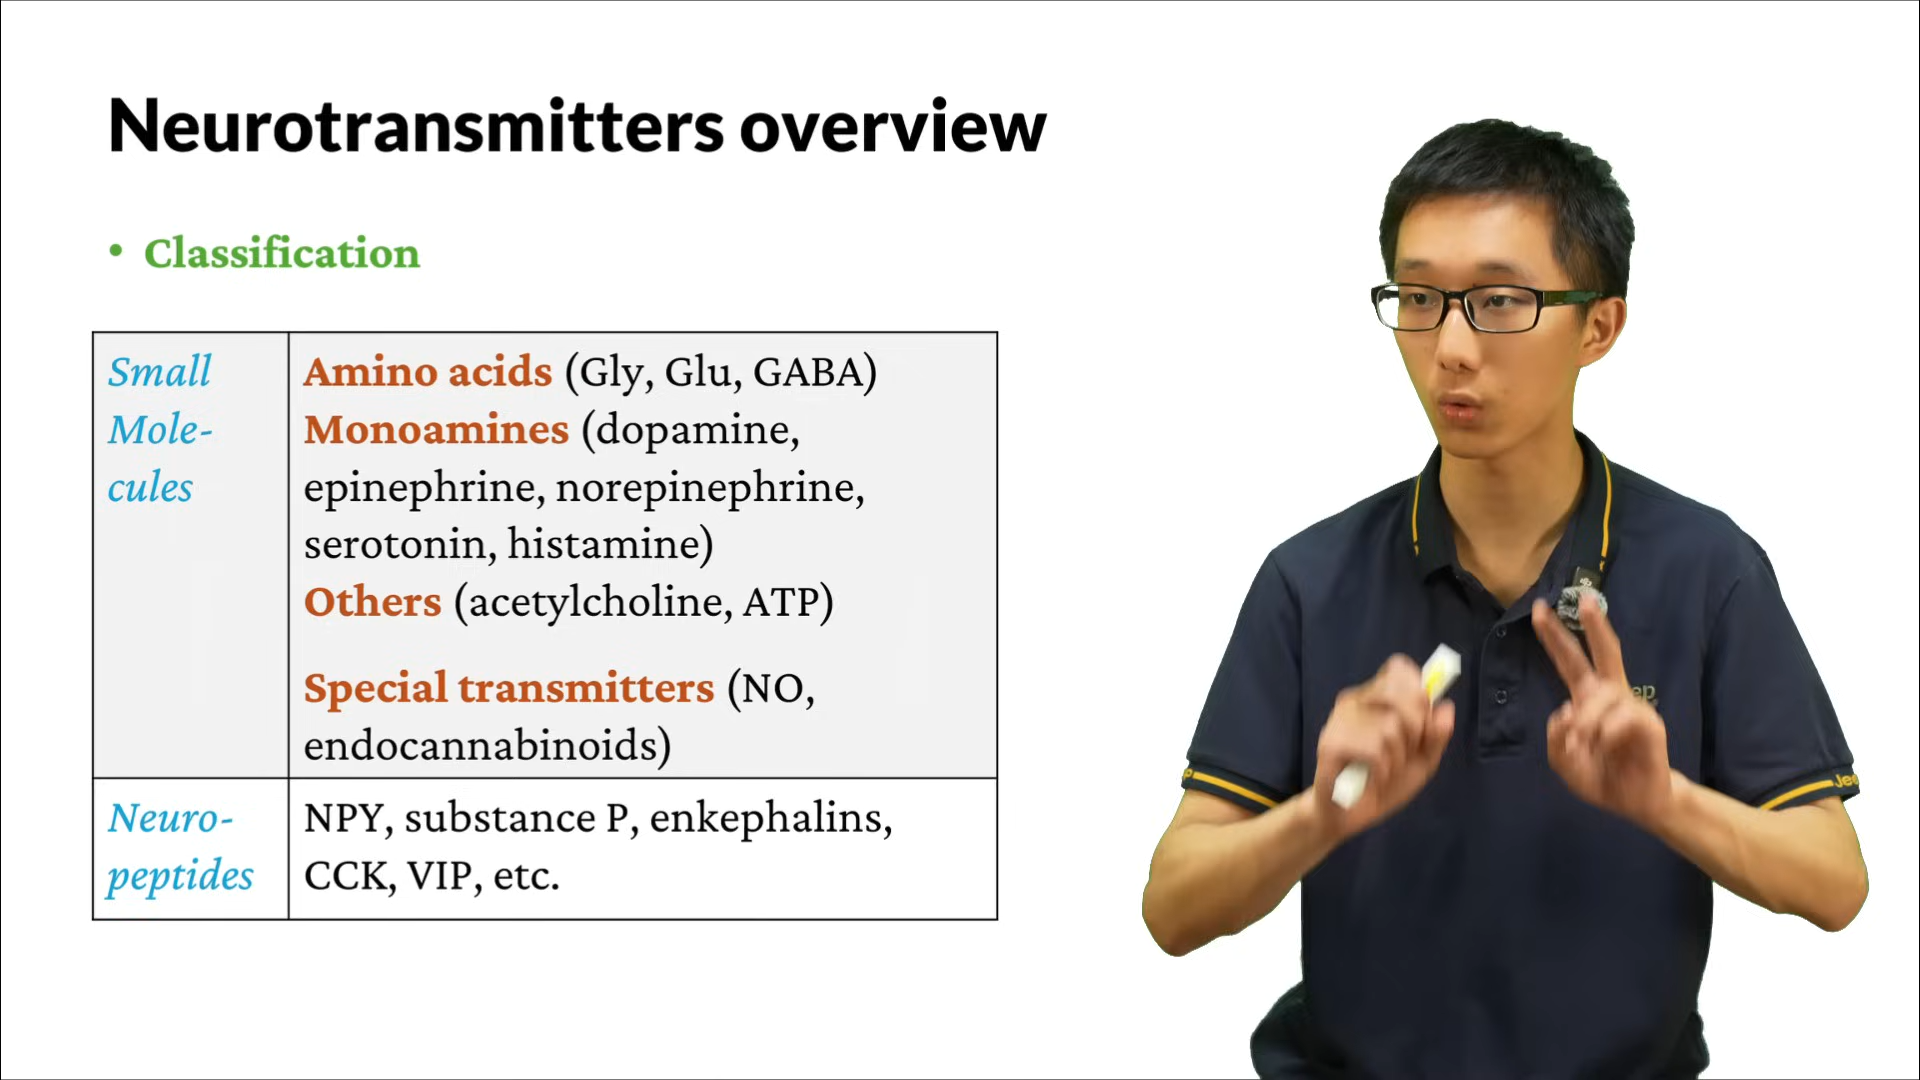 Neurotransmitters overview
• Classification
Small
Mole-
cules
Amino acids (Gly, Glu, GABA)
Monoamines (dopamine,
epinephrine, norepinephrine,
serotonin, histamine)
Others (acetylcholine, ATP)
Special transmitters (NO,
endocannabinoids)
Neuro-
peptides
NPY, substance P, enkephalins,
CCK, VIP, etc.